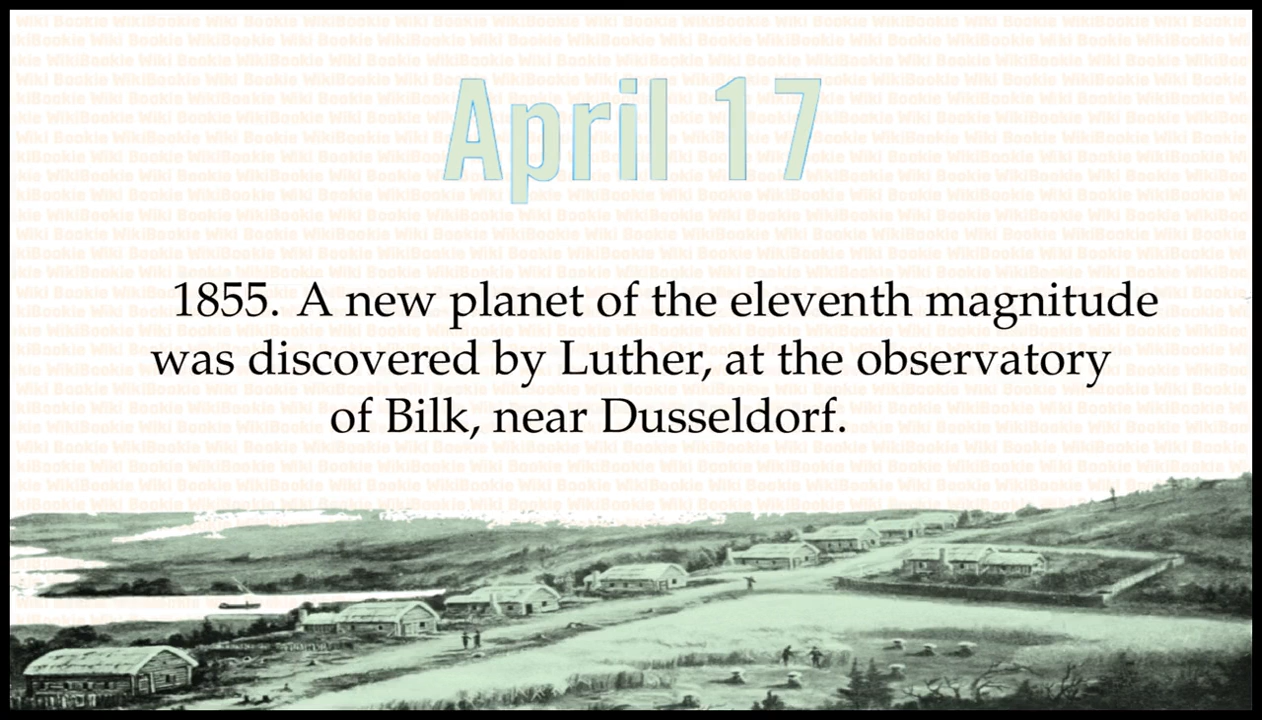 April 17
1855. A new planet of the eleventh magnitude
was discovered by Luther, at the observatory
of Bilk, near Dusseldorf.